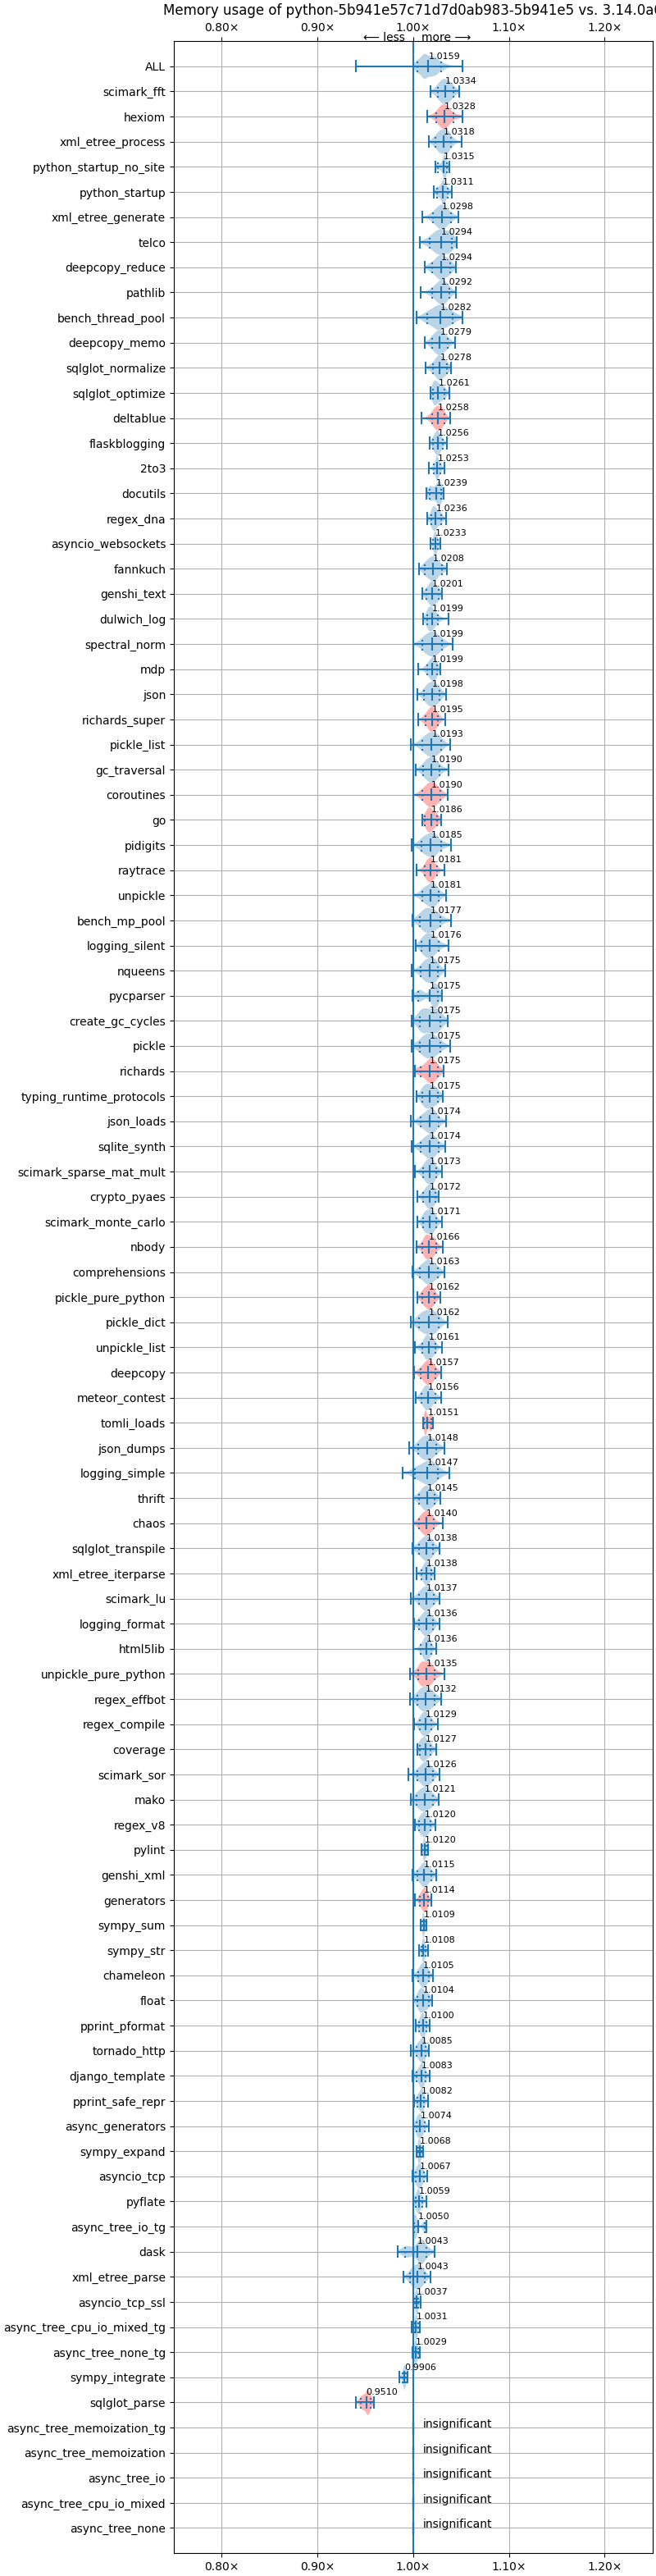 Memory usage of python-5b941e57c71d7d0ab983-5b941e5 vs. 3.14.0a
0.80× 0.90× 1.00× 1.10× 1.20×
⟵ less more ⟶
ALL 1.0159
scimark_fft 1.0334
hexiom 1.0328
xml_etree_process 1.0318
python_startup_no_site 1.0315
python_startup 1.0311
xml_etree_generate 1.0298
telco 1.0294
deepcopy_reduce 1.0294
pathlib 1.0292
bench_thread_pool 1.0282
deepcopy_memo 1.0279
sqlglot_normalize 1.0278
sqlglot_optimize 1.0261
deltablue 1.0258
flaskblogging 1.0256
2to3 1.0253
docutils 1.0239
regex_dna 1.0236
asyncio_websockets 1.0233
fannkuch 1.0208
genshi_text 1.0201
dulwich_log 1.0199
spectral_norm 1.0199
mdp 1.0199
json 1.0198
richards_super 1.0195
pickle_list 1.0193
gc_traversal 1.0190
coroutines 1.0190
go 1.0186
pidigits 1.0185
raytrace 1.0181
unpickle 1.0181
bench_mp_pool 1.0177
logging_silent 1.0176
nqueens 1.0175
pycparser 1.0175
create_gc_cycles 1.0175
pickle 1.0175
richards 1.0175
typing_runtime_protocols 1.0175
json_loads 1.0174
sqlite_synth 1.0174
scimark_sparse_mat_mult 1.0173
crypto_pyaes 1.0172
scimark_monte_carlo 1.0171
nbody 1.0166
comprehensions 1.0163
pickle_pure_python 1.0162
pickle_dict 1.0162
unpickle_list 1.0161
deepcopy 1.0157
meteor_contest 1.0156
tomli_loads 1.0151
json_dumps 1.0148
logging_simple 1.0147
thrift 1.0145
chaos 1.0140
sqlglot_transpile 1.0138
xml_etree_iterparse 1.0138
scimark_lu 1.0137
logging_format 1.0136
html5lib 1.0136
unpickle_pure_python 1.0135
regex_effbot 1.0132
regex_compile 1.0129
coverage 1.0127
scimark_sor 1.0126
mako 1.0121
regex_v8 1.0120
pylint 1.0120
genshi_xml 1.0115
generators 1.0114
sympy_sum 1.0109
sympy_str 1.0108
chameleon 1.0105
float 1.0104
pprint_pformat 1.0100
tornado_http 1.0085
django_template 1.0083
pprint_safe_repr 1.0082
async_generators 1.0074
sympy_expand 1.0068
asyncio_tcp 1.0067
pyflate 1.0059
async_tree_io_tg 1.0050
dask 1.0043
xml_etree_parse 1.0043
asyncio_tcp_ssl 1.0037
async_tree_cpu_io_mixed_tg 1.0031
async_tree_none_tg 1.0029
sympy_integrate 0.9906
sqlglot_parse 0.9510
async_tree_memoization_tg insignificant
async_tree_memoization insignificant
async_tree_io insignificant
async_tree_cpu_io_mixed insignificant
async_tree_none insignificant
0.80× 0.90× 1.00× 1.10× 1.20×